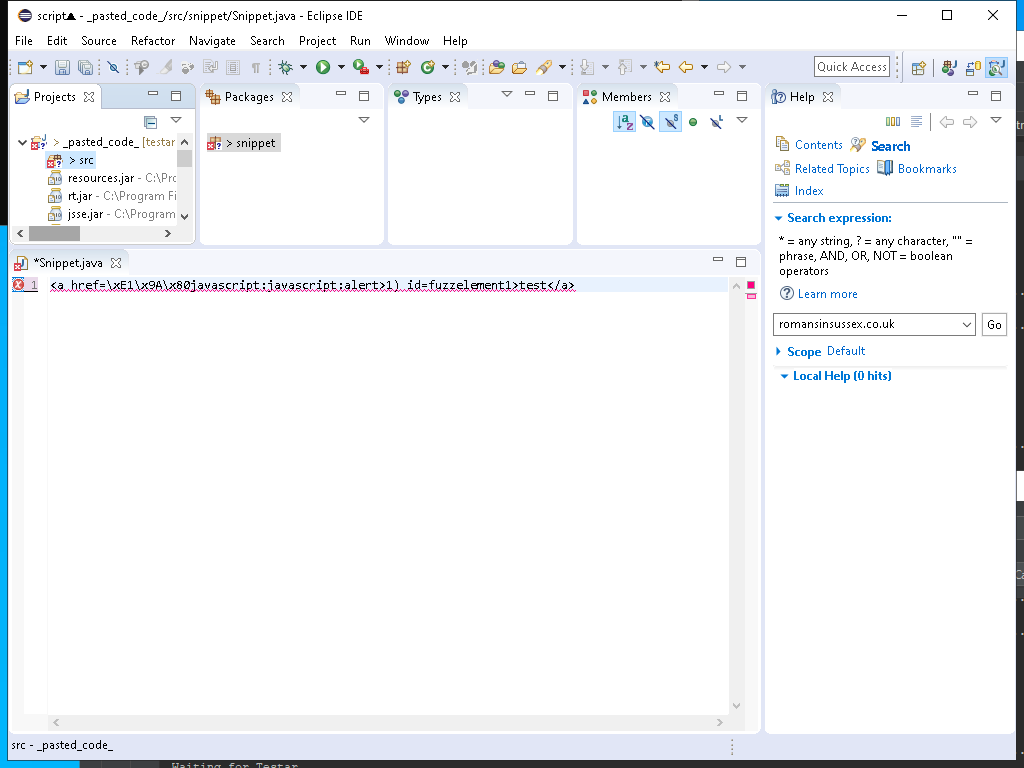 script▲ - _pasted_code_/src/snippet/Snippet.java - Eclipse IDE
File Edit Source Refactor Navigate Search Project Run Window Help
Quick Access
Projects
> _pasted_code_ [testar
> src
resources.jar - C:\Prc
rt.jar - C:\Program Fi
jsse.jar - C:\Program
Packages
> snippet
Types
Members
Help
Contents Search
Related Topics Bookmarks
Index
Search expression:
* = any string, ? = any character, "" =
phrase, AND, OR, NOT = boolean
operators
Learn more
romansinsussex.co.uk
Go
Scope Default
Local Help (0 hits)
*Snippet.java
1 <a href=\xE1\x9A\x80javascript:javascript:alert>1) id=fuzzelement1>test</a>
src - _pasted_code_
Waiting for Testar